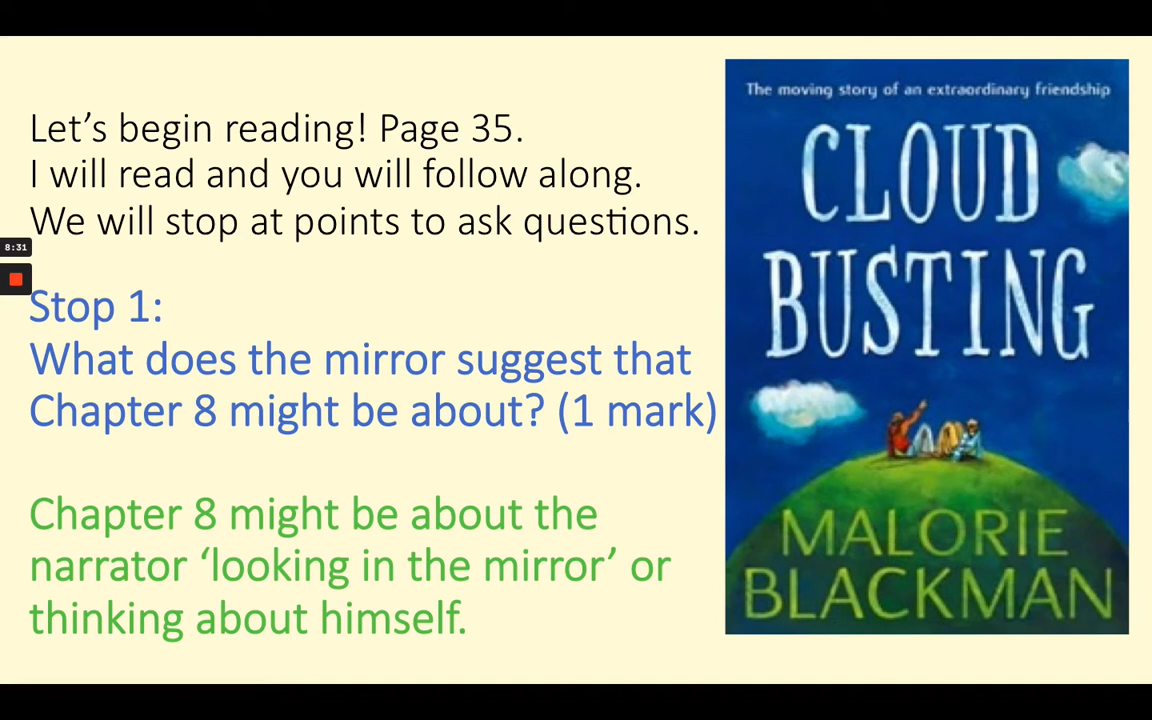 Let's begin reading! Page 35.
I will read and you will follow along.
We will stop at points to ask questions.
8:31
Stop 1:
What does the mirror suggest that
Chapter 8 might be about? (1 mark)
Chapter 8 might be about the
narrator ‘looking in the mirror’ or
thinking about himself.
The moving story of an extraordinary friendship
CLOUD
BUSTING
MALORIE
BLACKMAN